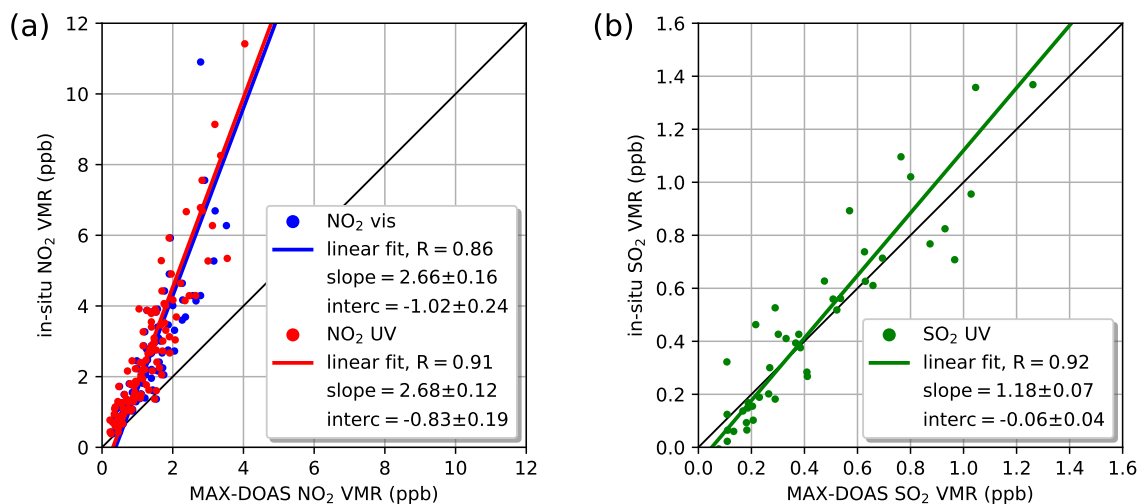 (a)
12
10
8
6
4
2
0
in-situ NO₂ VMR (ppb)
NO₂ vis
linear fit, R = 0.86
slope = 2.66±0.16
interc = -1.02±0.24
NO₂ UV
linear fit, R = 0.91
slope = 2.68±0.12
interc = -0.83±0.19
0 2 4 6 8 10 12
MAX-DOAS NO₂ VMR (ppb)
(b)
1.6
1.4
1.2
1.0
0.8
0.6
0.4
0.2
0.0
in-situ SO₂ VMR (ppb)
SO₂ UV
linear fit, R = 0.92
slope = 1.18±0.07
interc = -0.06±0.04
0.0 0.2 0.4 0.6 0.8 1.0 1.2 1.4 1.6
MAX-DOAS SO₂ VMR (ppb)